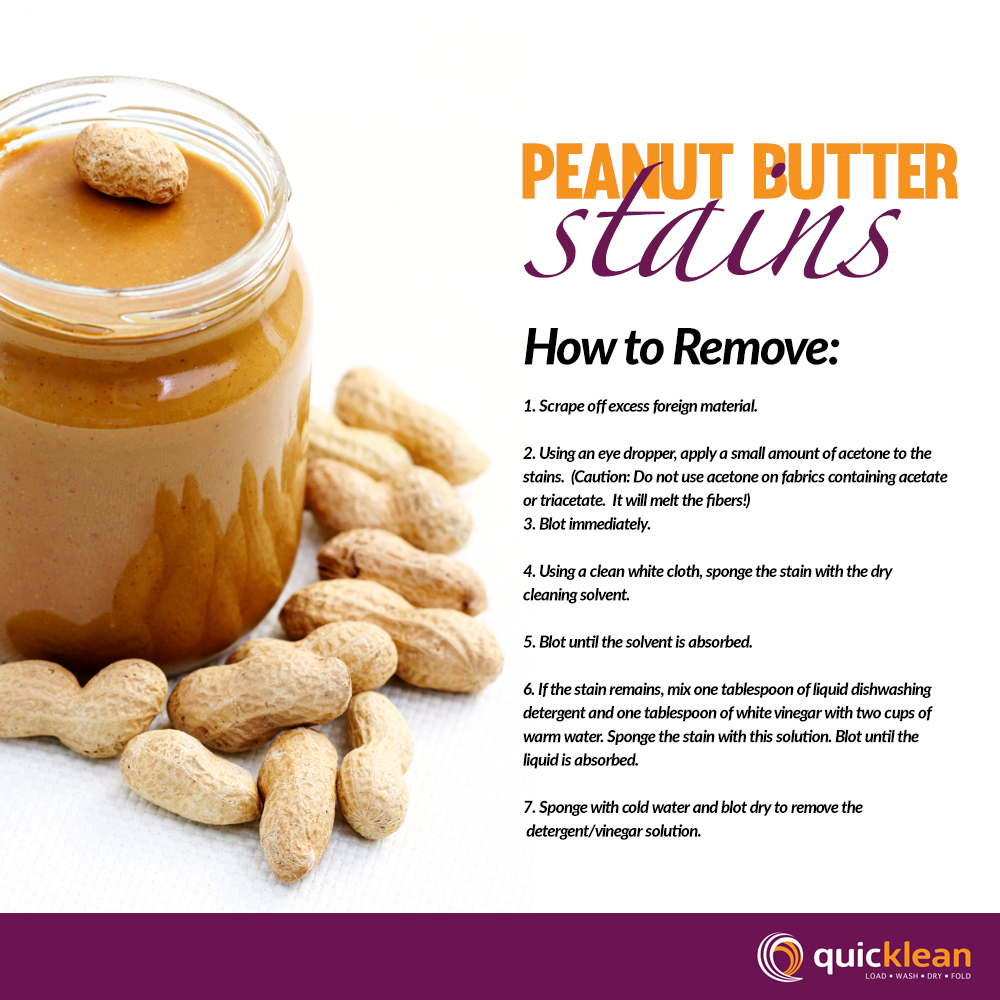 PEANUT BUTTER
stains
How to Remove:
1. Scrape off excess foreign material.
2. Using an eye dropper, apply a small amount of acetone to the
stains. (Caution: Do not use acetone on fabrics containing acetate
or triacetate. It will melt the fibers!)
3. Blot immediately.
4. Using a clean white cloth, sponge the stain with the dry
cleaning solvent.
5. Blot until the solvent is absorbed.
6. If the stain remains, mix one tablespoon of liquid dishwashing
detergent and one tablespoon of white vinegar with two cups of
warm water. Sponge the stain with this solution. Blot until the
liquid is absorbed.
7. Sponge with cold water and blot dry to remove the
detergent/vinegar solution.
quicklean
LOAD • WASH • DRY • FOLD